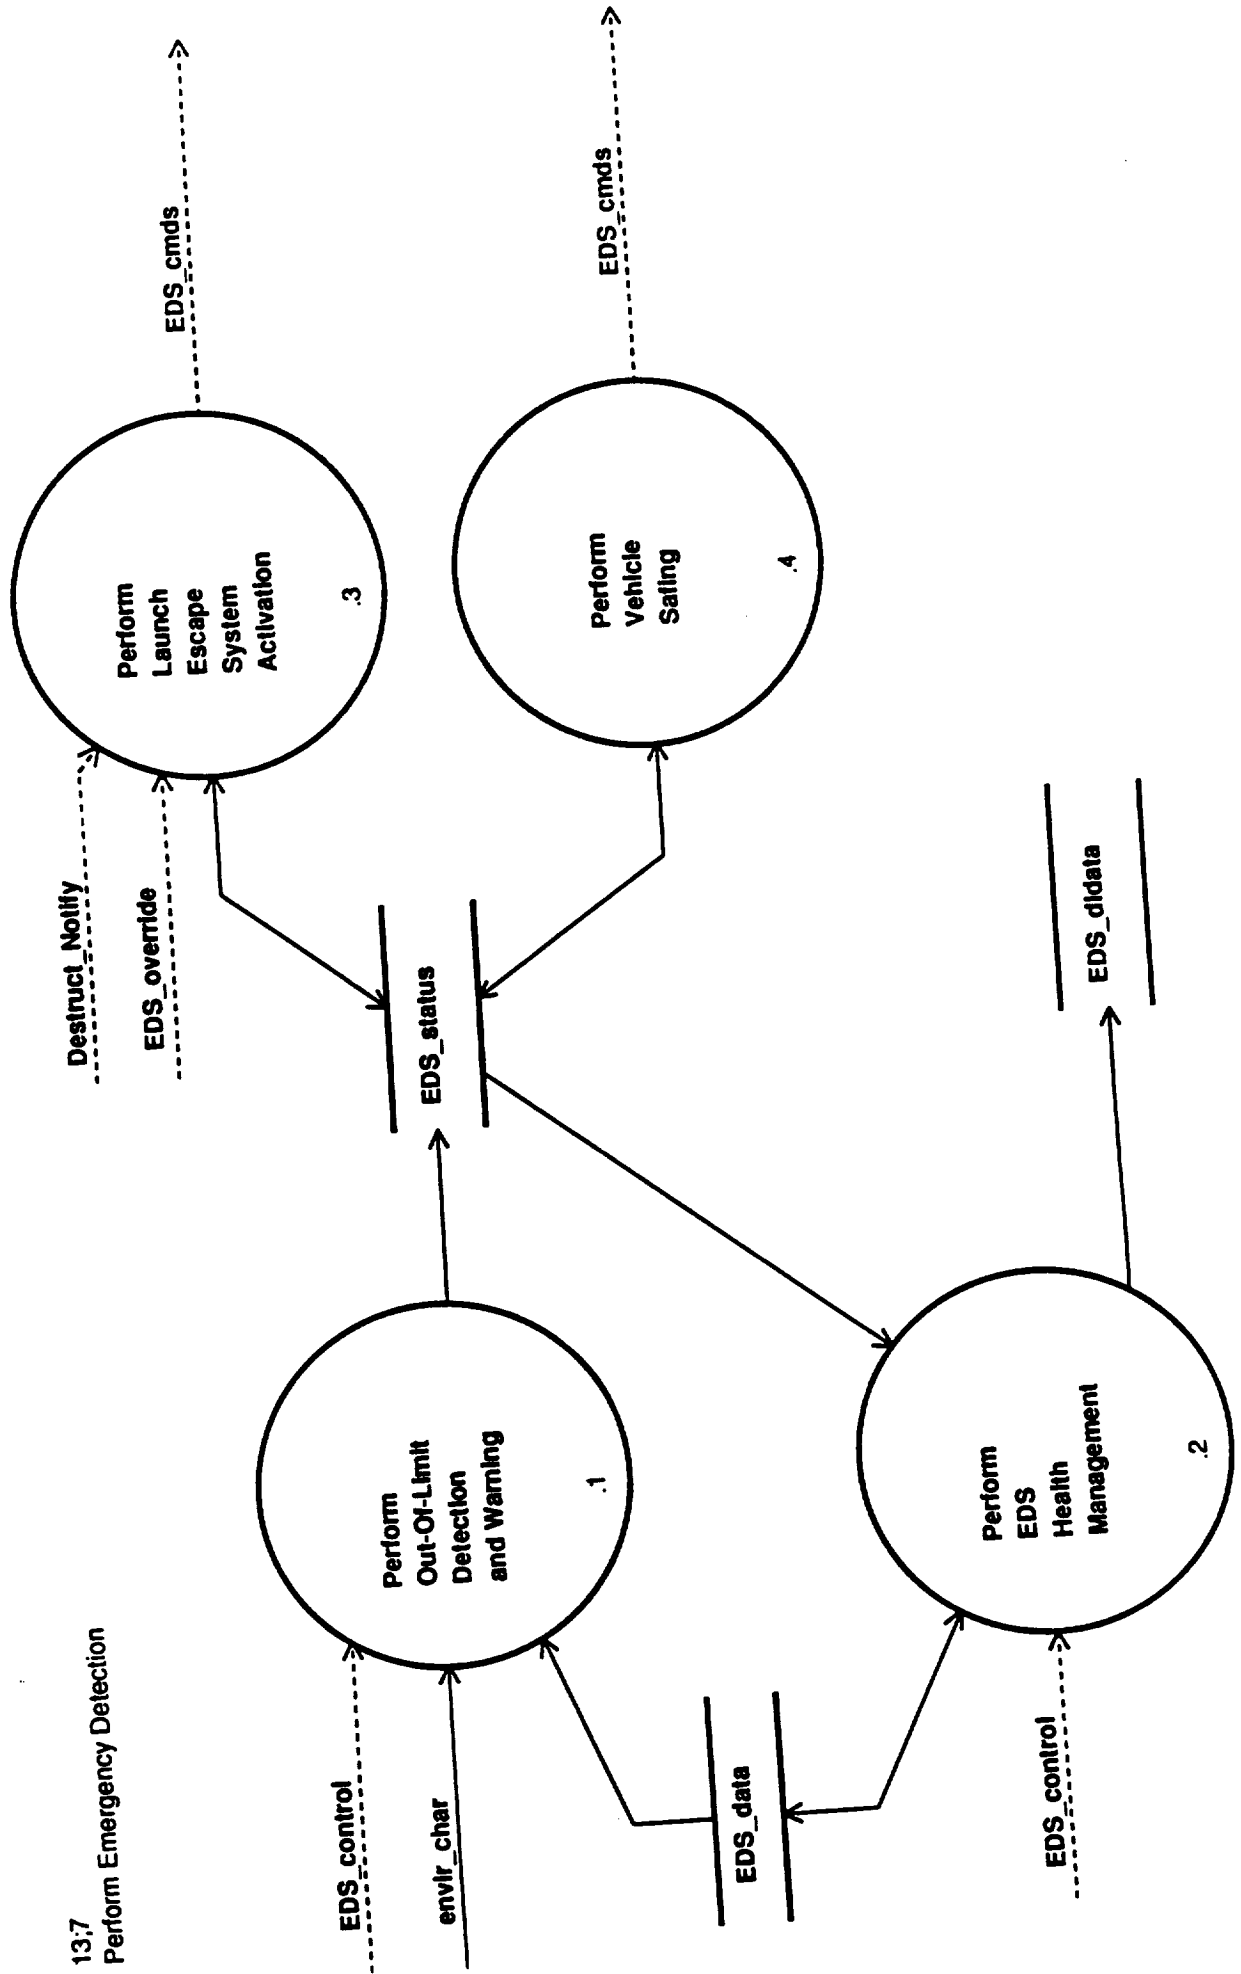 13;7
Perform Emergency Detection
EDS_control
envir_char
Perform
Out-Of-Limit
Detection
and Warning
.1
EDS_data
EDS_control
Perform
EDS
Health
Management
.2
EDS_status
EDS_didata
Destruct_Notify
EDS_override
Perform
Launch
Escape
System
Activation
.3
EDS_cmds
Perform
Vehicle
Safing
.4
EDS_cmds